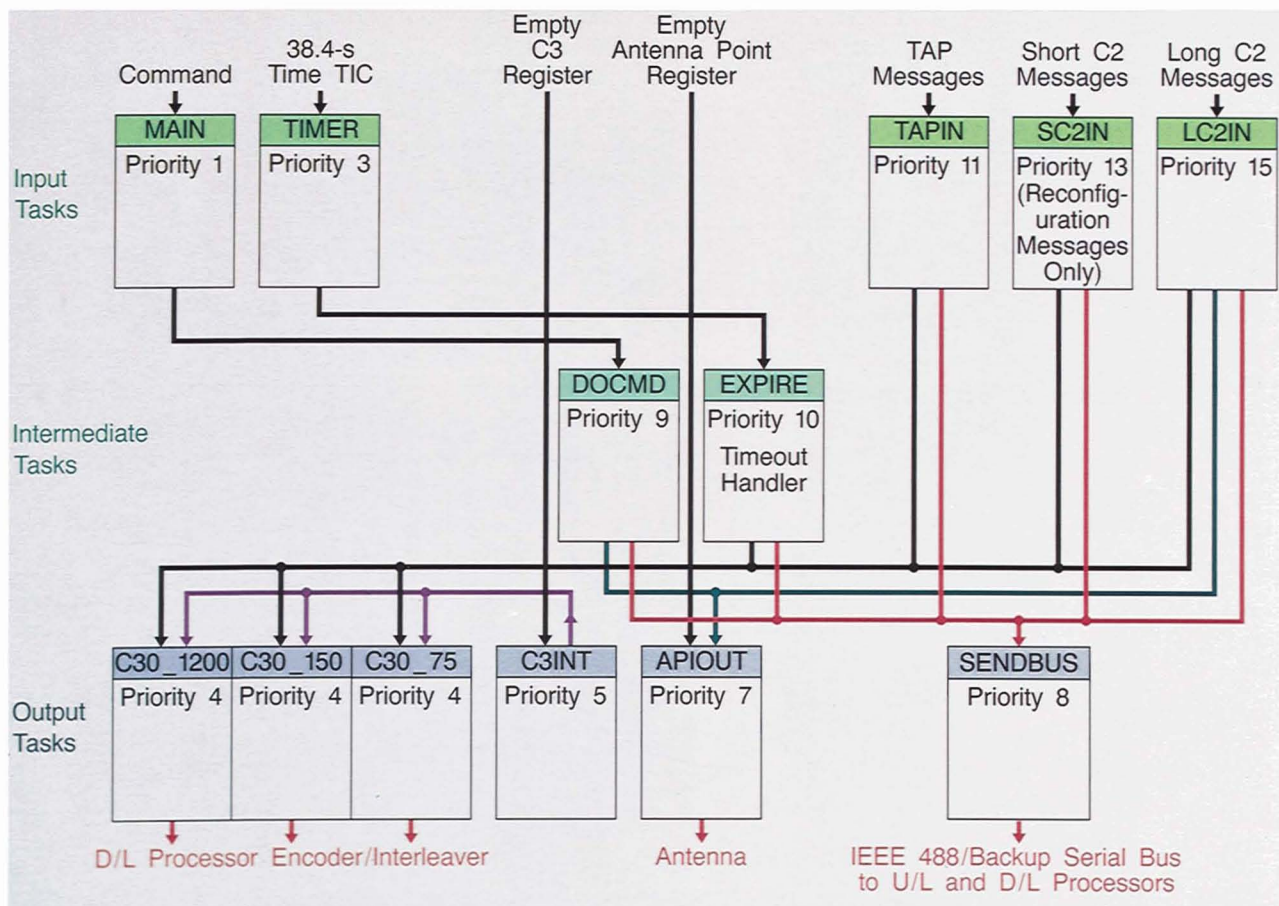 Command
38.4-s
Time TIC
Empty
C3
Register
Empty
Antenna Point
Register
TAP
Messages
Short C2
Messages
Long C2
Messages
Input
Tasks
MAIN
Priority 1
TIMER
Priority 3
TAPIN
Priority 11
SC2IN
Priority 13
(Reconfig-
uration
Messages
Only)
LC2IN
Priority 15
Intermediate
Tasks
DOCMD
Priority 9
EXPIRE
Priority 10
Timeout
Handler
Output
Tasks
C30_1200
Priority 4
C30_150
Priority 4
C30_75
Priority 4
C3INT
Priority 5
APIOUT
Priority 7
SENDBUS
Priority 8
D/L Processor Encoder/Interleaver
Antenna
IEEE 488/Backup Serial Bus
to U/L and D/L Processors